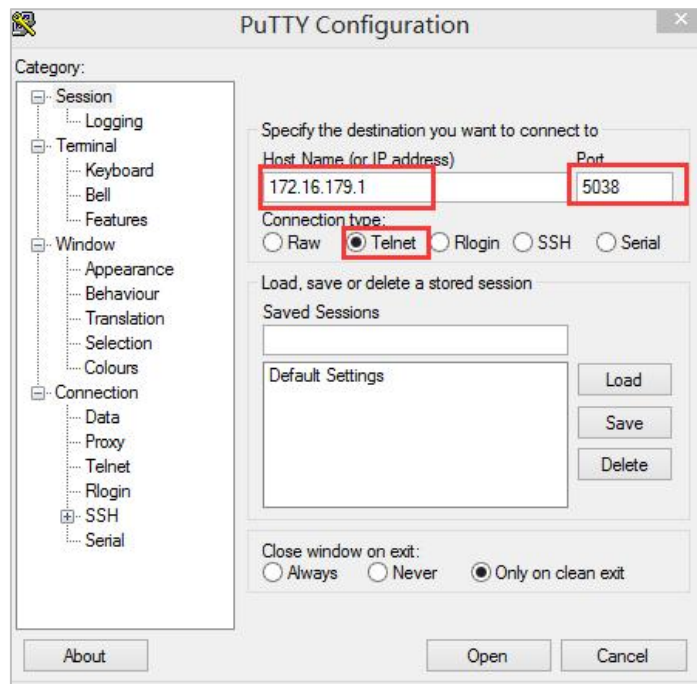 PuTTY Configuration
Category:
Session
Logging
Terminal
Keyboard
Bell
Features
Window
Appearance
Behaviour
Translation
Selection
Colours
Connection
Data
Proxy
Telnet
Rlogin
SSH
Serial
Specify the destination you want to connect to
Host Name (or IP address) Port
172.16.179.1 5038
Connection type:
Raw Telnet Rlogin SSH Serial
Load, save or delete a stored session
Saved Sessions
Default Settings
Load
Save
Delete
Close window on exit:
Always Never Only on clean exit
About Open Cancel